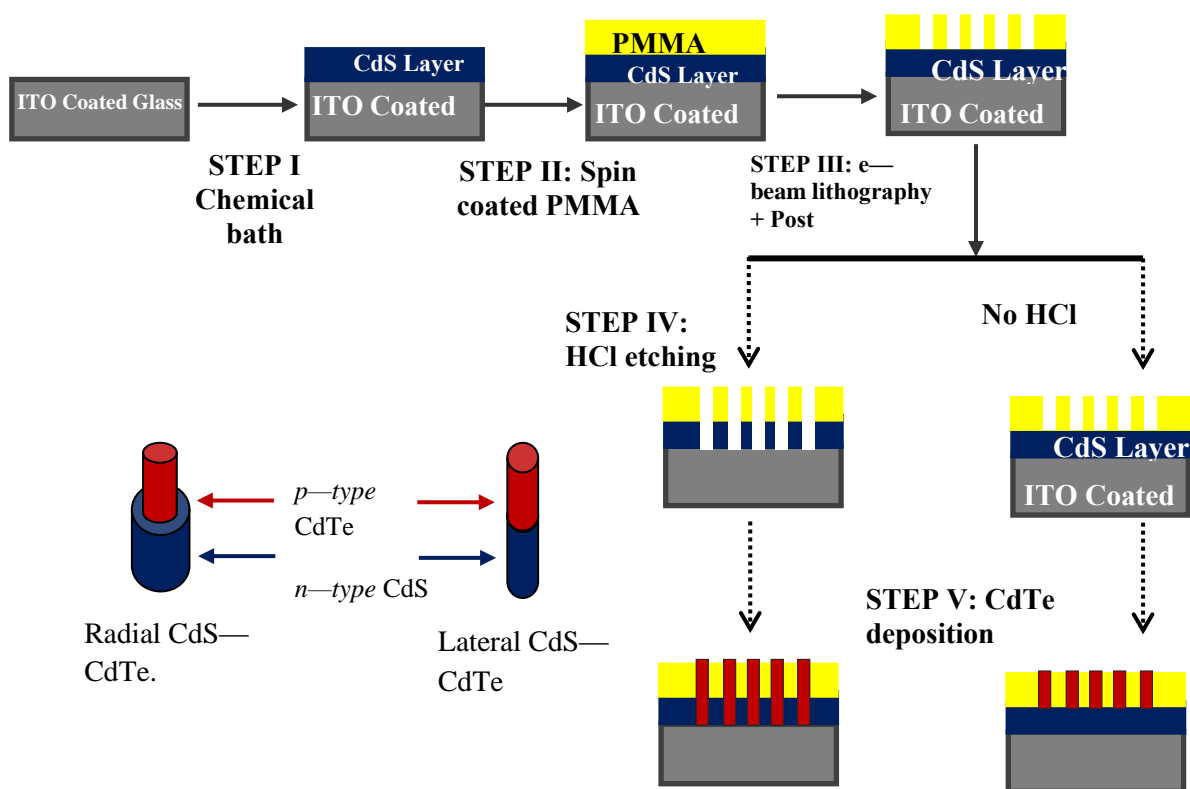 ITO Coated Glass
CdS Layer
ITO Coated
PMMA
CdS Layer
ITO Coated
CdS Layer
ITO Coated
STEP I
Chemical
bath
STEP II: Spin
coated PMMA
STEP III: e—
beam lithography
+ Post
STEP IV:
HCl etching
No HCl
CdS Layer
ITO Coated
p—type
CdTe
n—type CdS
Radial CdS—
CdTe.
Lateral CdS—
CdTe
STEP V: CdTe
deposition